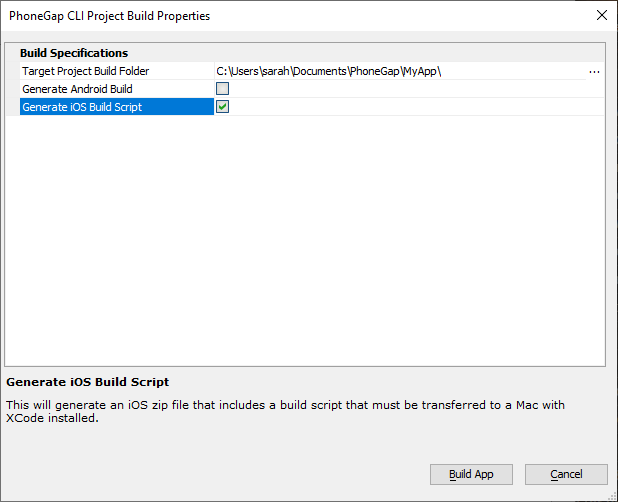 PhoneGap CLI Project Build Properties
Build Specifications
Target Project Build Folder C:\Users\sarah\Documents\PhoneGap\MyApp\ ...
Generate Android Build
Generate iOS Build Script
Generate iOS Build Script
This will generate an iOS zip file that includes a build script that must be transferred to a Mac with
XCode installed.
Build App Cancel